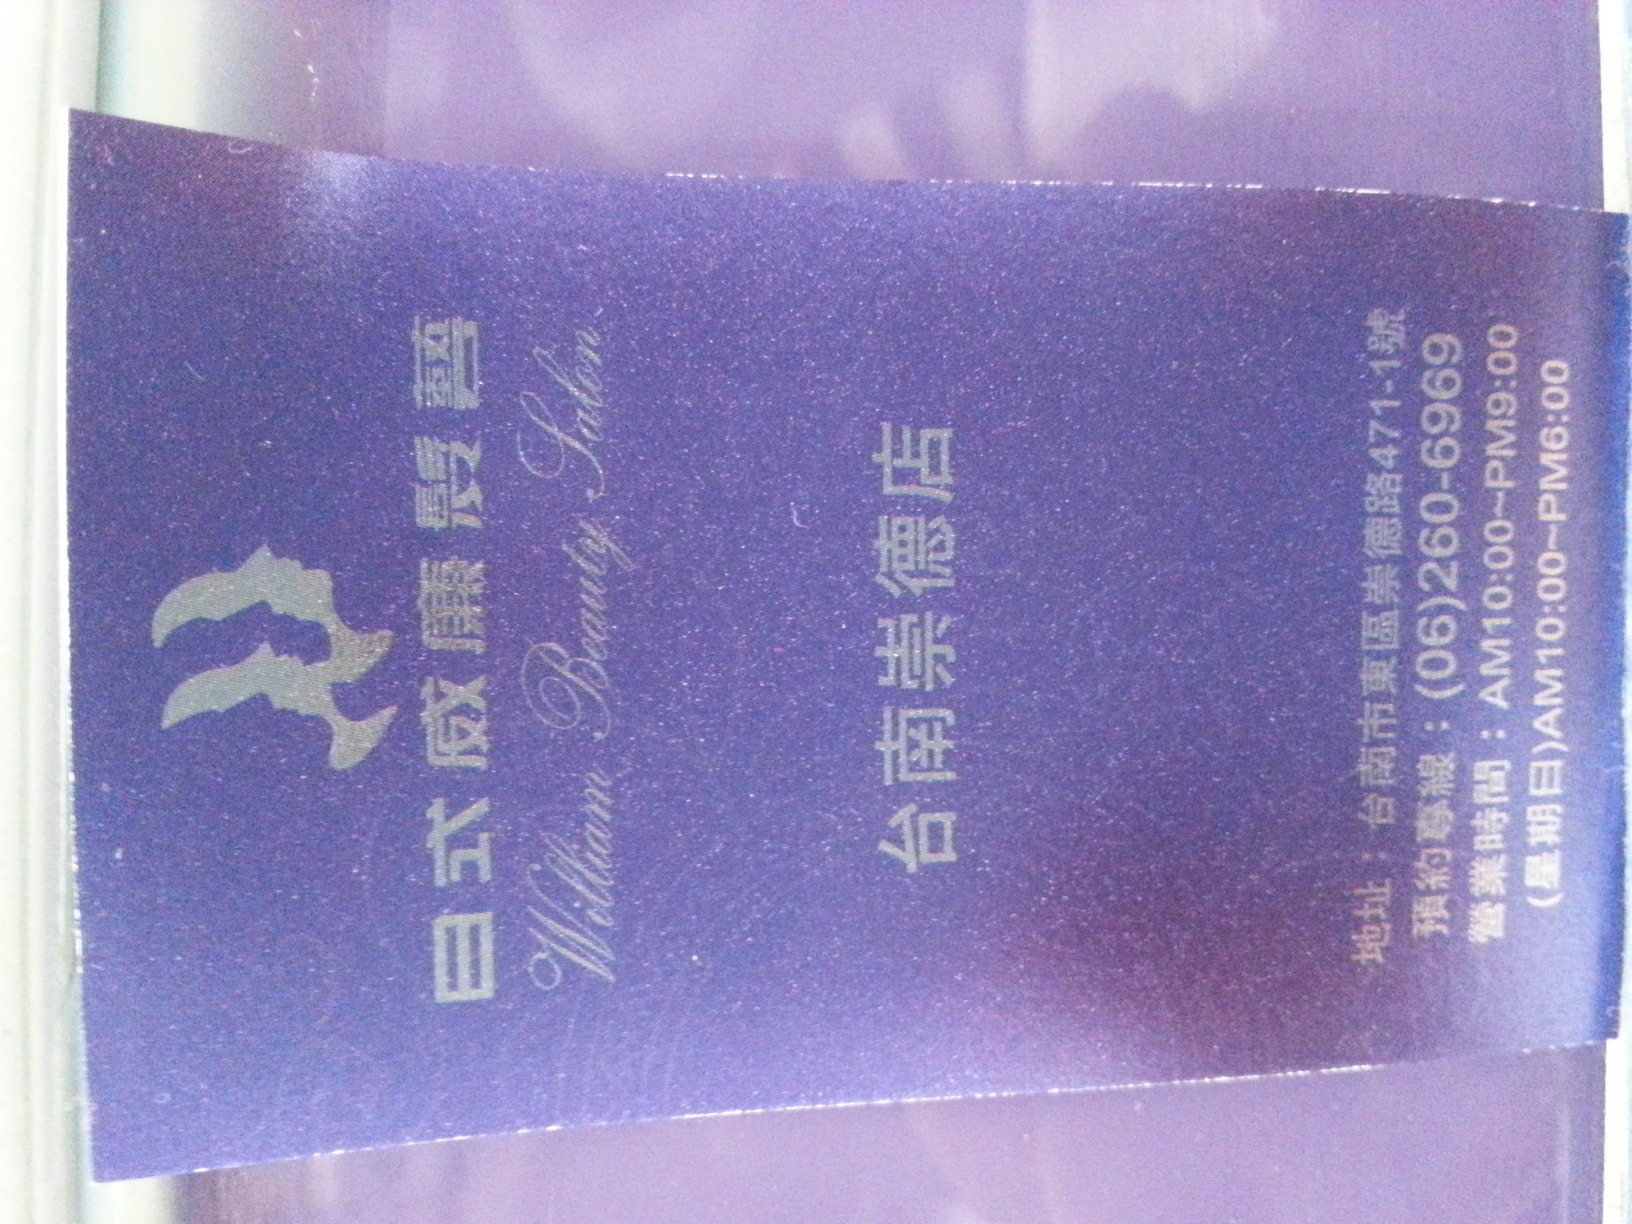 日式威廉髮藝
William Beauty Salon
台南崇德店
地址：台南市東區崇德路471-1號
預約專線：(06)260-6969
營業時間：AM10:00~PM9:00
(星期日)AM10:00~PM6:00